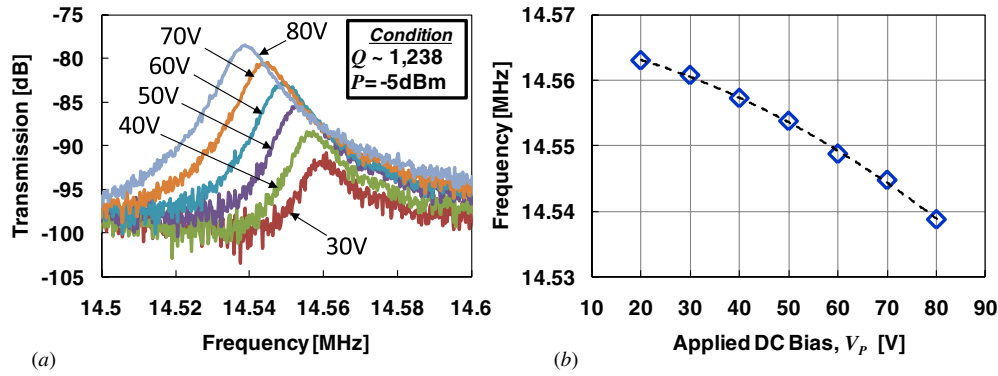 -75
-80
-85
-90
-95
-100
-105
Transmission [dB]
70V
80V
60V
50V
40V
30V
Condition
Q ~ 1,238
P = -5dBm
14.5 14.52 14.54 14.56 14.58 14.6
Frequency [MHz]
(a)
14.57
14.56
14.55
14.54
14.53
Frequency [MHz]
10 20 30 40 50 60 70 80 90
Applied DC Bias, VP [V]
(b)